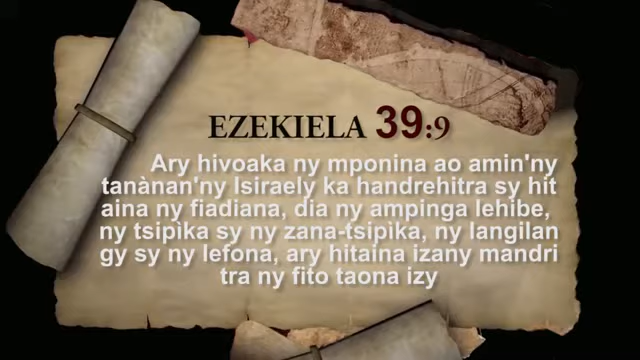 EZEKIELA 39:9
Ary hivoaka ny mponina ao amin'ny
tanànan'ny Isiraely ka handrehitra sy hit
aina ny fiadiana, dia ny ampinga lehibe,
ny tsipìka sy ny zana-tsipìka, ny langilan
gy sy ny lefona, ary hitaina izany mandri
tra ny fito taona izy